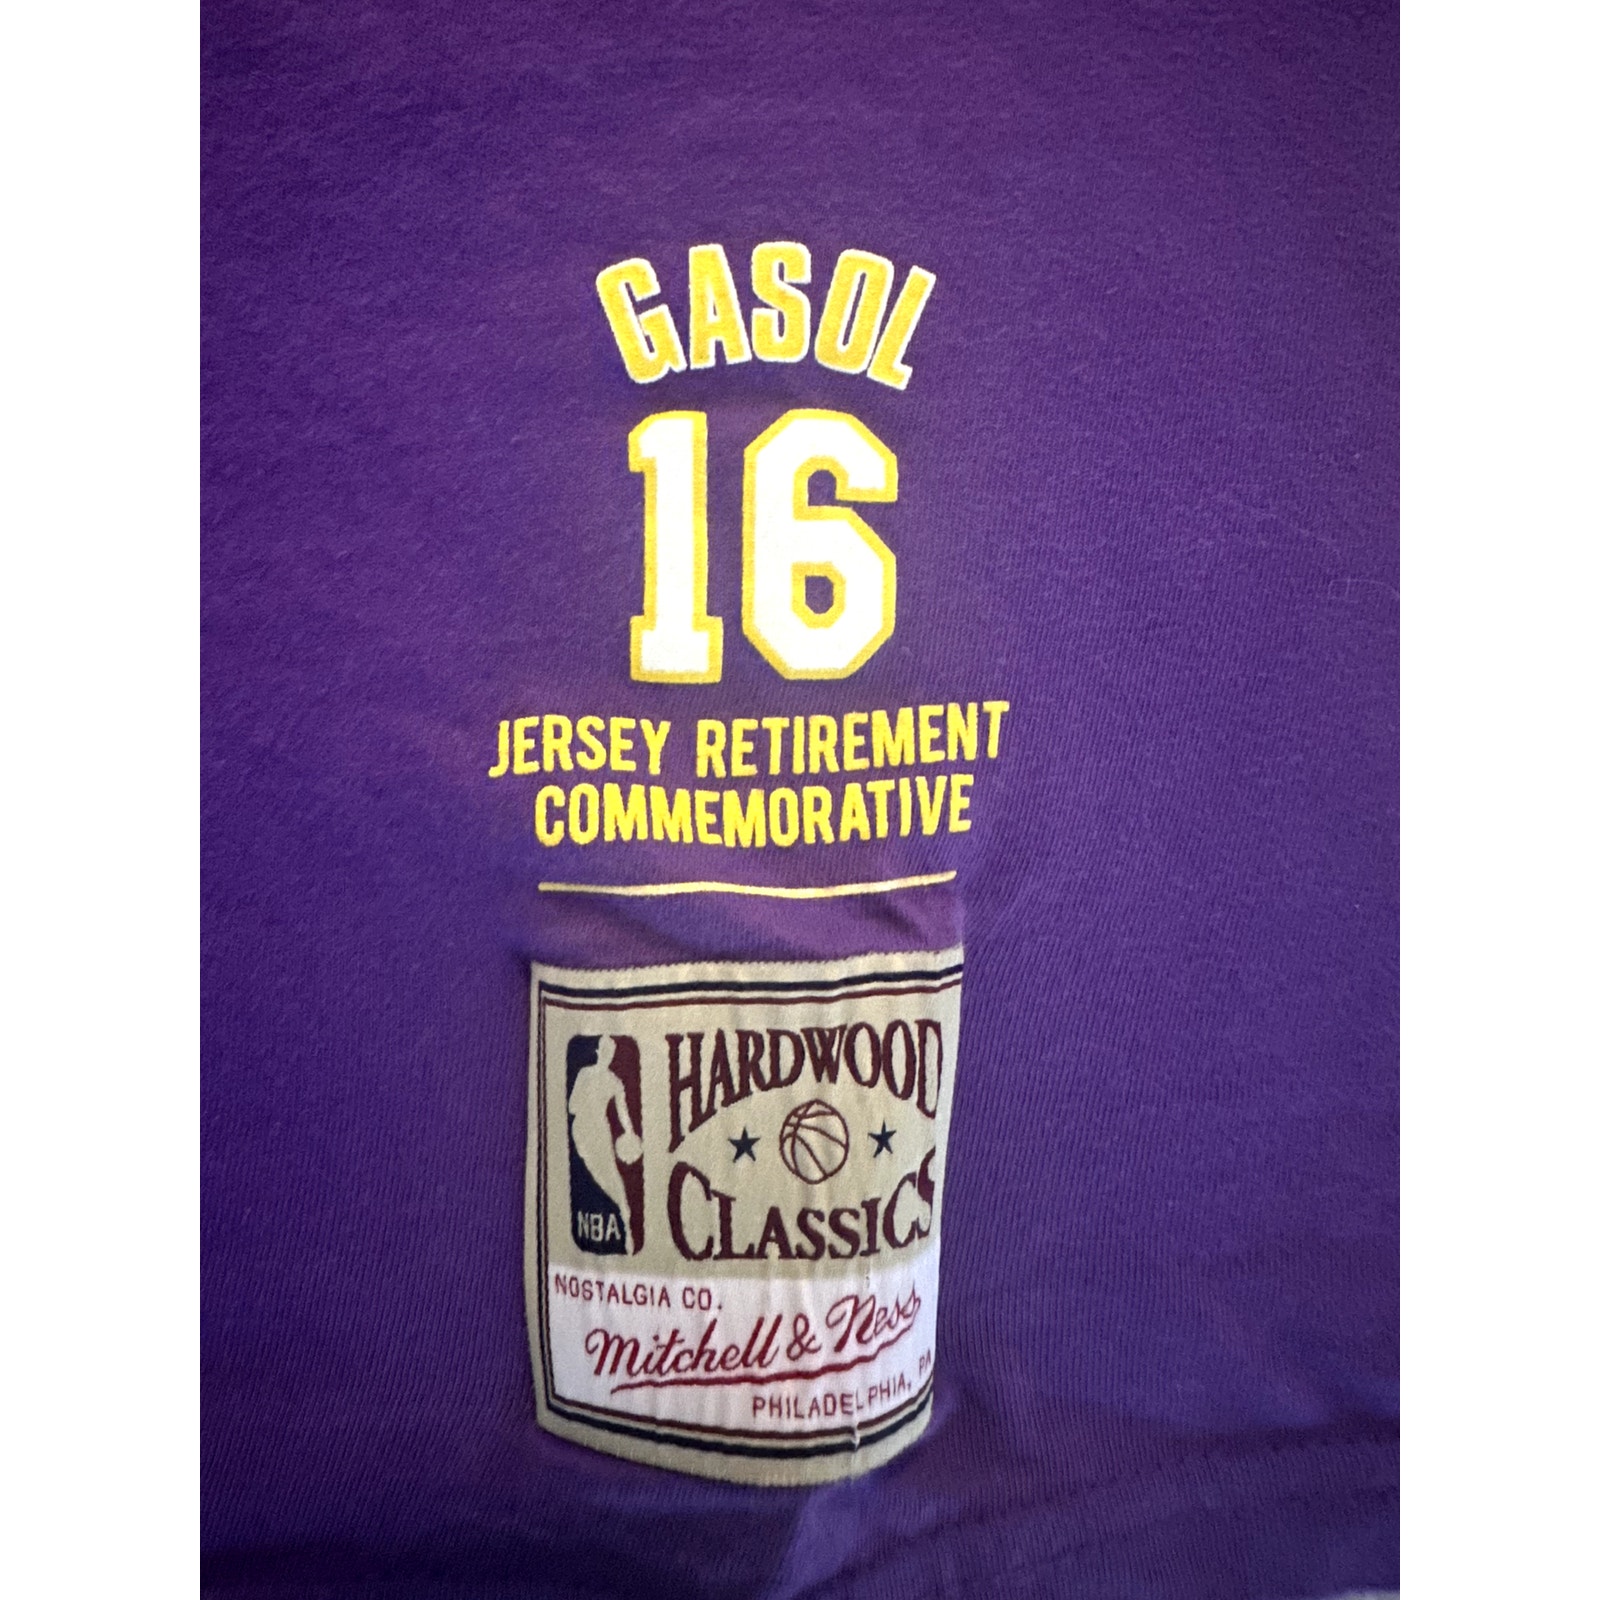 GASOL
16
JERSEY RETIREMENT
COMMEMORATIVE
HARDWOOD
CLASSICS
NBA
NOSTALGIA CO.
Mitchell & Ness
PHILADELPHIA, PA